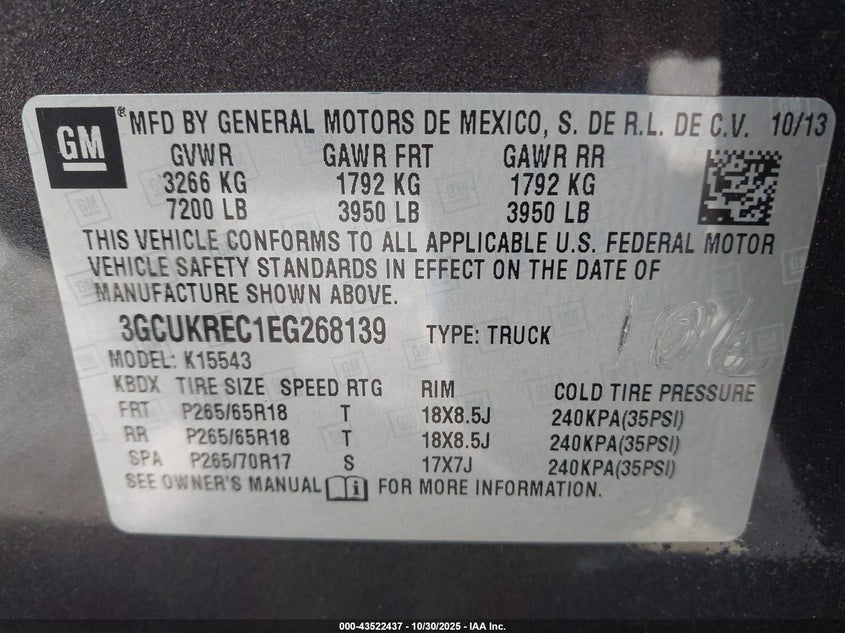 GM
® MFD BY GENERAL MOTORS DE MEXICO, S. DE R.L. DE C.V. 10/13
GVWR GAWR FRT GAWR RR
3266 KG 1792 KG 1792 KG
7200 LB 3950 LB 3950 LB
THIS VEHICLE CONFORMS TO ALL APPLICABLE U.S. FEDERAL MOTOR
VEHICLE SAFETY STANDARDS IN EFFECT ON THE DATE OF
MANUFACTURE SHOWN ABOVE.
3GCUKREC1EG268139 TYPE: TRUCK
106
MODEL: K15543
KBDX TIRE SIZE SPEED RTG RIM COLD TIRE PRESSURE
FRT P265/65R18 T 18X8.5J 240KPA(35PSI)
RR P265/65R18 T 18X8.5J 240KPA(35PSI)
SPA P265/70R17 S 17X7J 240KPA(35PSI)
SEE OWNER'S MANUAL FOR MORE INFORMATION.
000-43522437 - 10/30/2025 - IAA Inc.